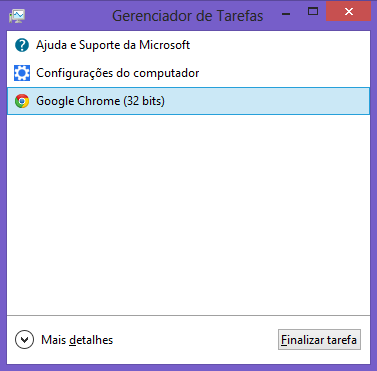 Gerenciador de Tarefas
Ajuda e Suporte da Microsoft
Configurações do computador
Google Chrome (32 bits)
Mais detalhes
Finalizar tarefa